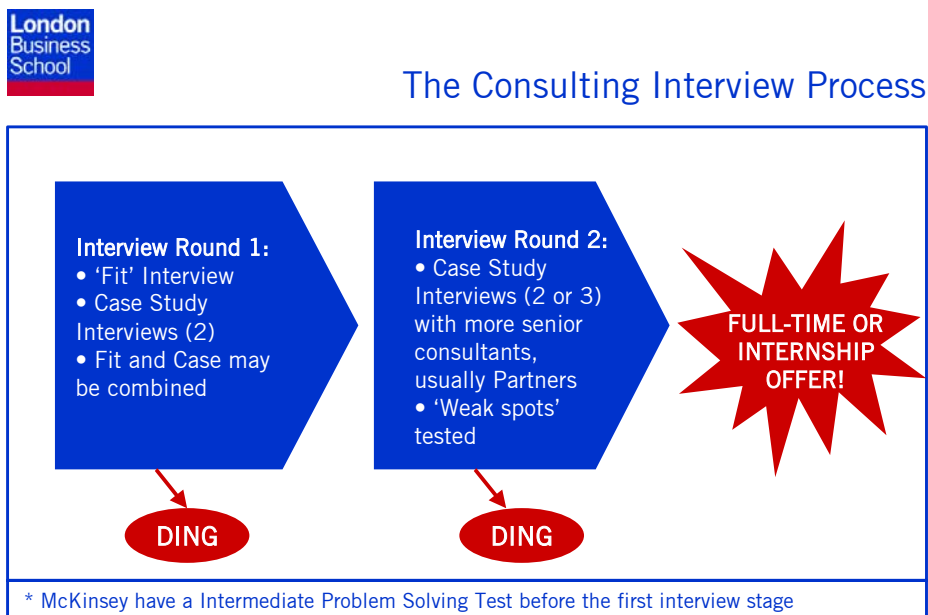 London
Business
School
The Consulting Interview Process
Interview Round 1:
• ‘Fit’ Interview
• Case Study
Interviews (2)
• Fit and Case may
be combined
Interview Round 2:
• Case Study
Interviews (2 or 3)
with more senior
consultants,
usually Partners
• ‘Weak spots’
tested
FULL-TIME OR
INTERNSHIP
OFFER!
DING
DING
* McKinsey have a Intermediate Problem Solving Test before the first interview stage